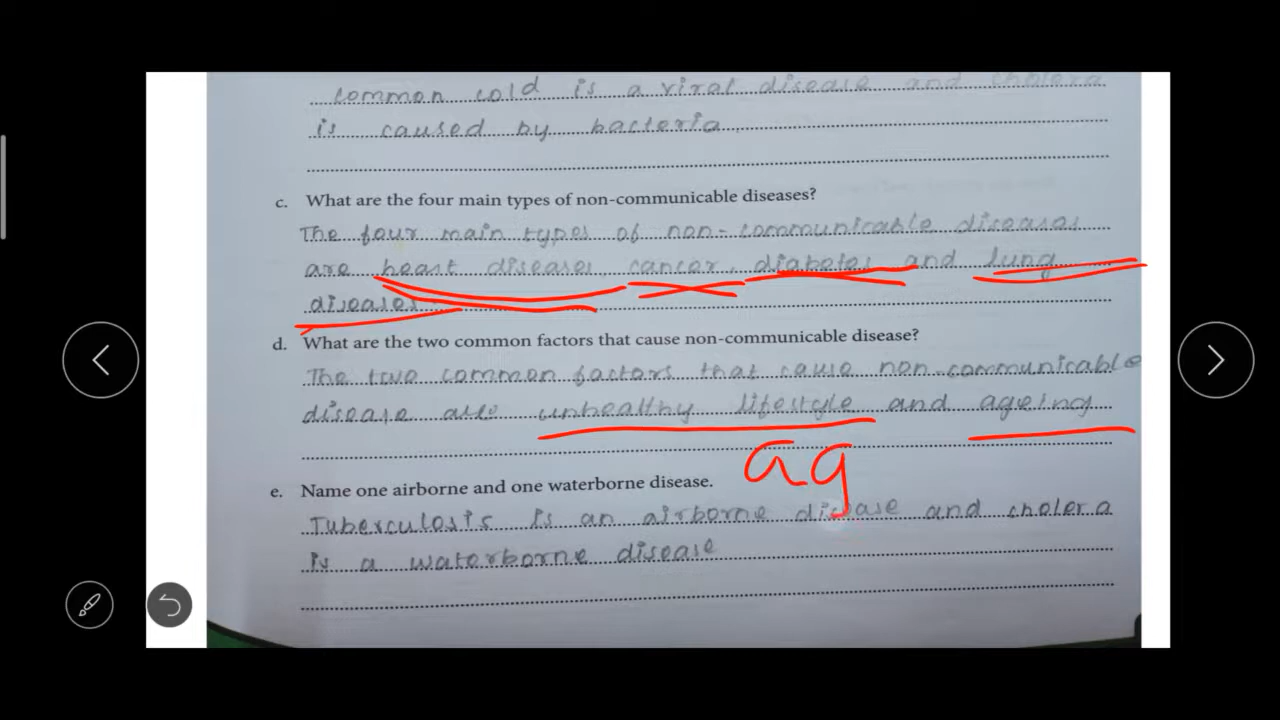 common cold is a viral disease and cholera
is caused by bacteria.
c. What are the four main types of non-communicable diseases?
The four main types of non-communicable diseases
are heart diseases, cancer, diabetes and lung
diseases
d. What are the two common factors that cause non-communicable disease?
The two common factors that cause non-communicable
disease are unhealthy lifestyle and ageing
ag
e. Name one airborne and one waterborne disease.
Tuberculosis is an airborne disease and cholera
is a waterborne disease